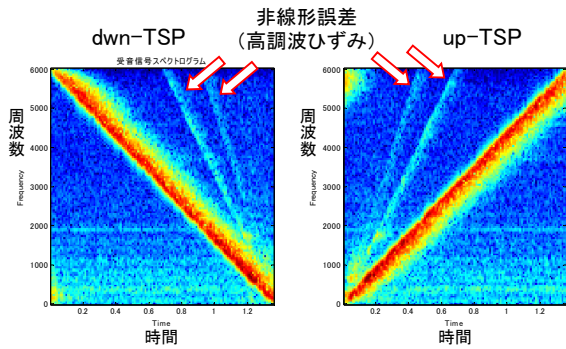 非線形誤差
(高調波ひずみ)
dwn-TSP
up-TSP
受音信号スペクトログラム
周波数
Frequency
6000
5000
4000
3000
2000
1000
0
0.2 0.4 0.6 0.8 1 1.2
Time
時間
周波数
Frequency
6000
5000
4000
3000
2000
1000
0
0.2 0.4 0.6 0.8 1 1.2
Time
時間